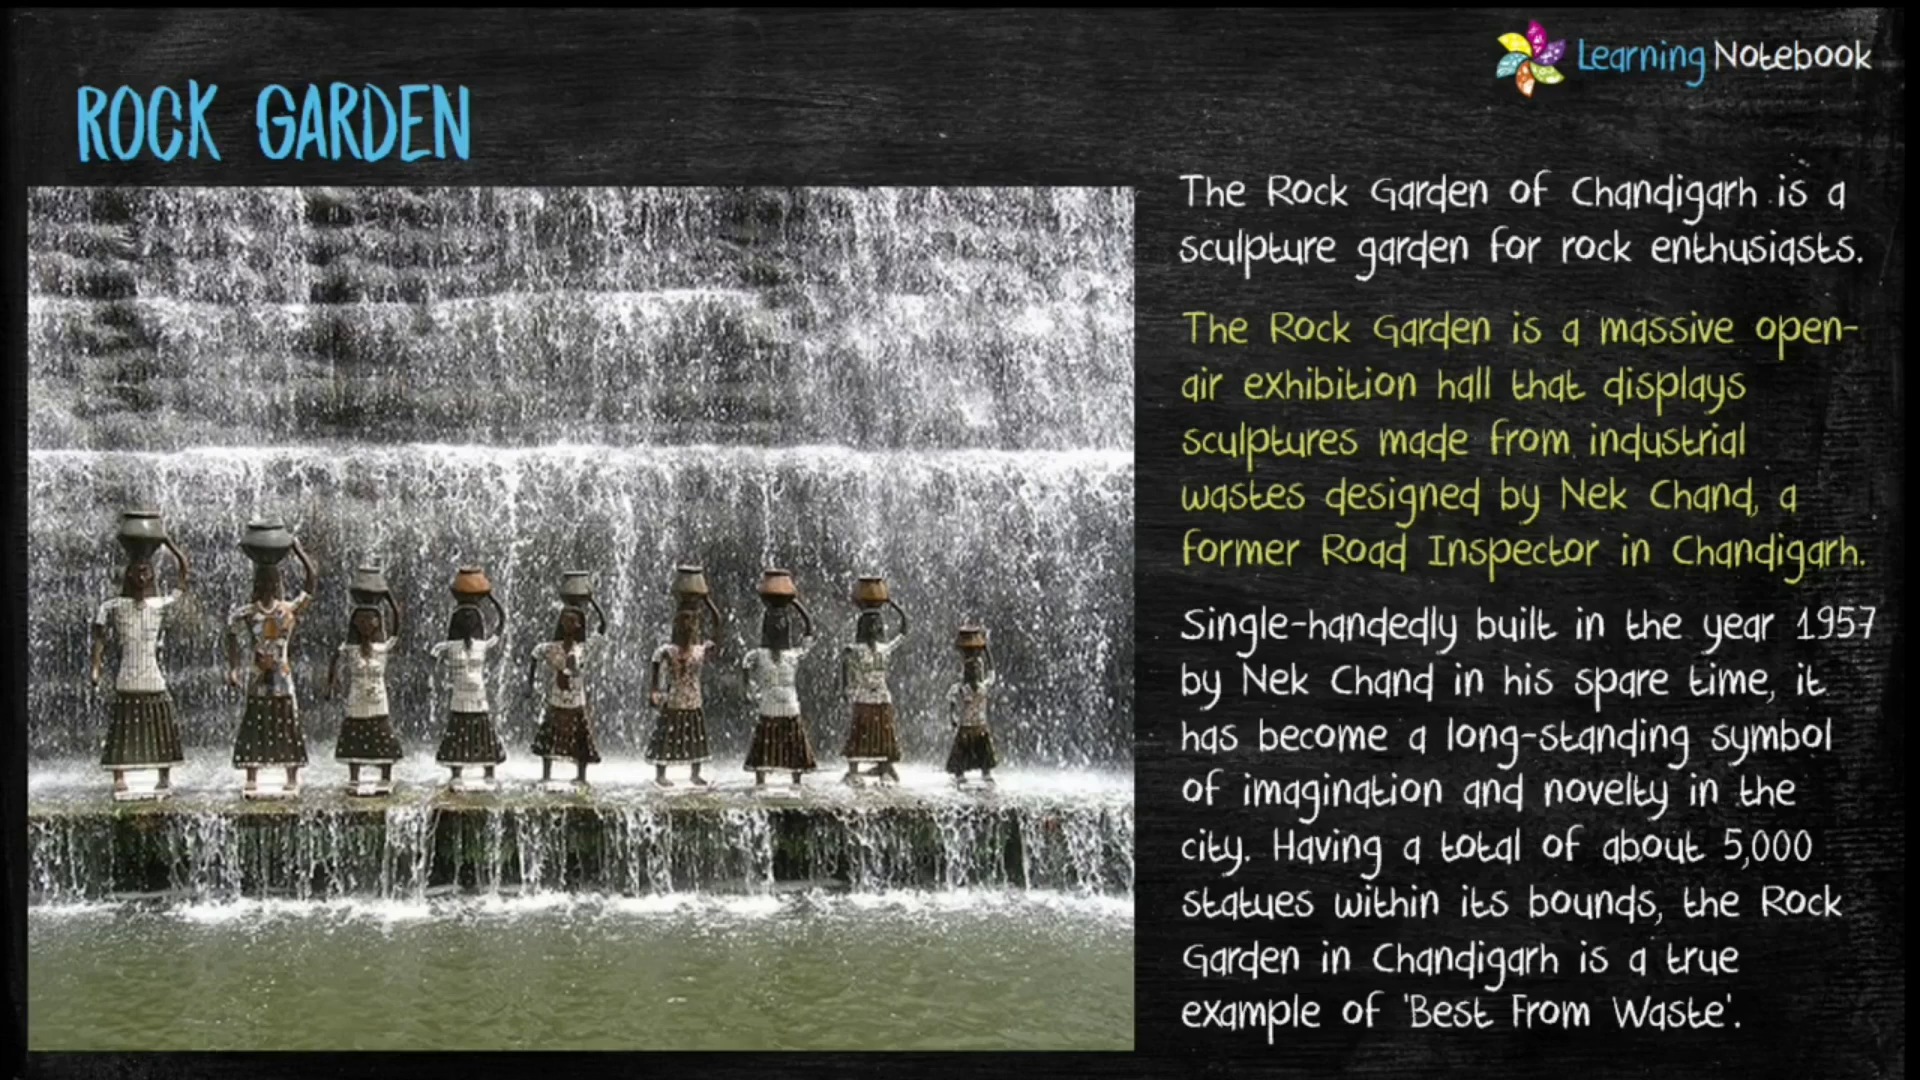 Learning Notebook
ROCK GARDEN
The Rock Garden of Chandigarh is a
sculpture garden for rock enthusiasts.
The Rock Garden is a massive open-
air exhibition hall that displays
sculptures made from industrial
wastes designed by Nek Chand, a
former Road Inspector in Chandigarh.
Single-handedly built in the year 1957
by Nek Chand in his spare time, it
has become a long-standing symbol
of imagination and novelty in the
city. Having a total of about 5,000
statues within its bounds, the Rock
Garden in Chandigarh is a true
example of 'Best From Waste'.